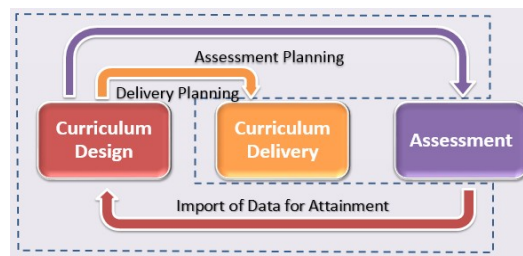 Assessment Planning
Delivery Planning
Curriculum
Design
Curriculum
Delivery
Assessment
Import of Data for Attainment